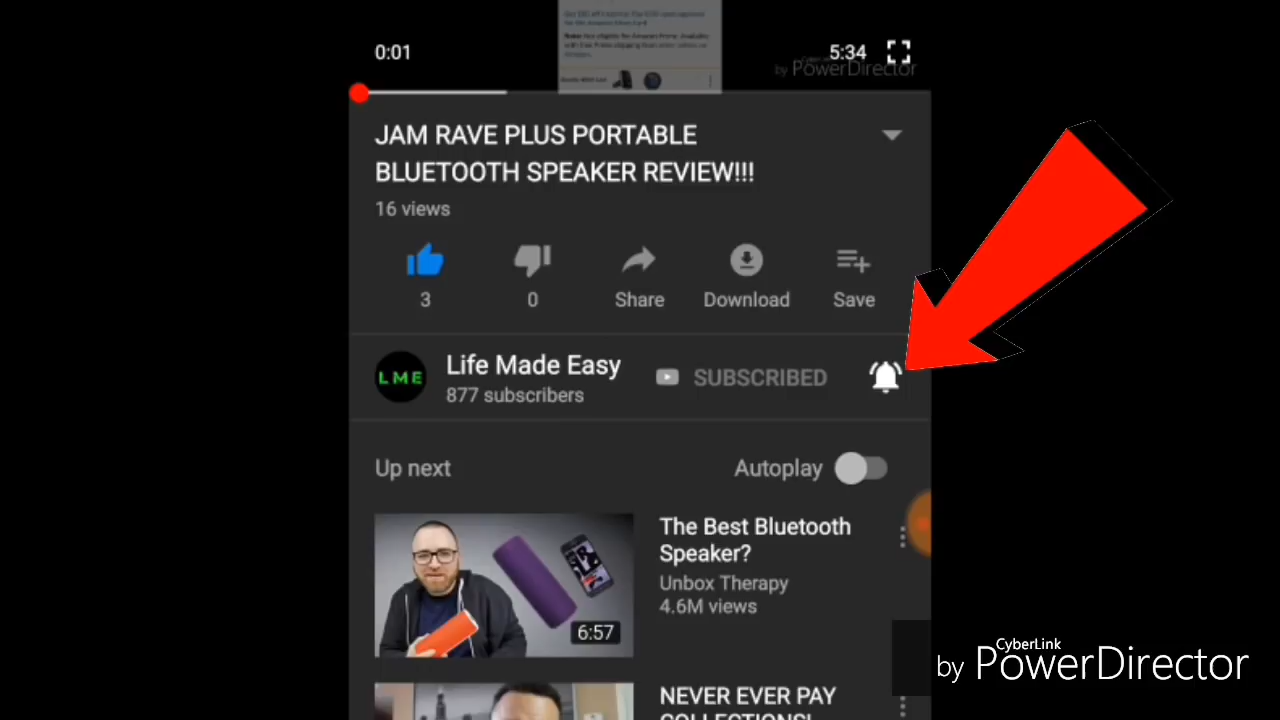 0:01
5:34
CyberLink
by PowerDirector
JAM RAVE PLUS PORTABLE
BLUETOOTH SPEAKER REVIEW!!!
16 views
3
0
Share
Download
Save
LME
Life Made Easy
877 subscribers
SUBSCRIBED
Up next
Autoplay
The Best Bluetooth
Speaker?
Unbox Therapy
4.6M views
6:57
NEVER EVER PAY
COLLECTIONS!
CyberLink
by PowerDirector